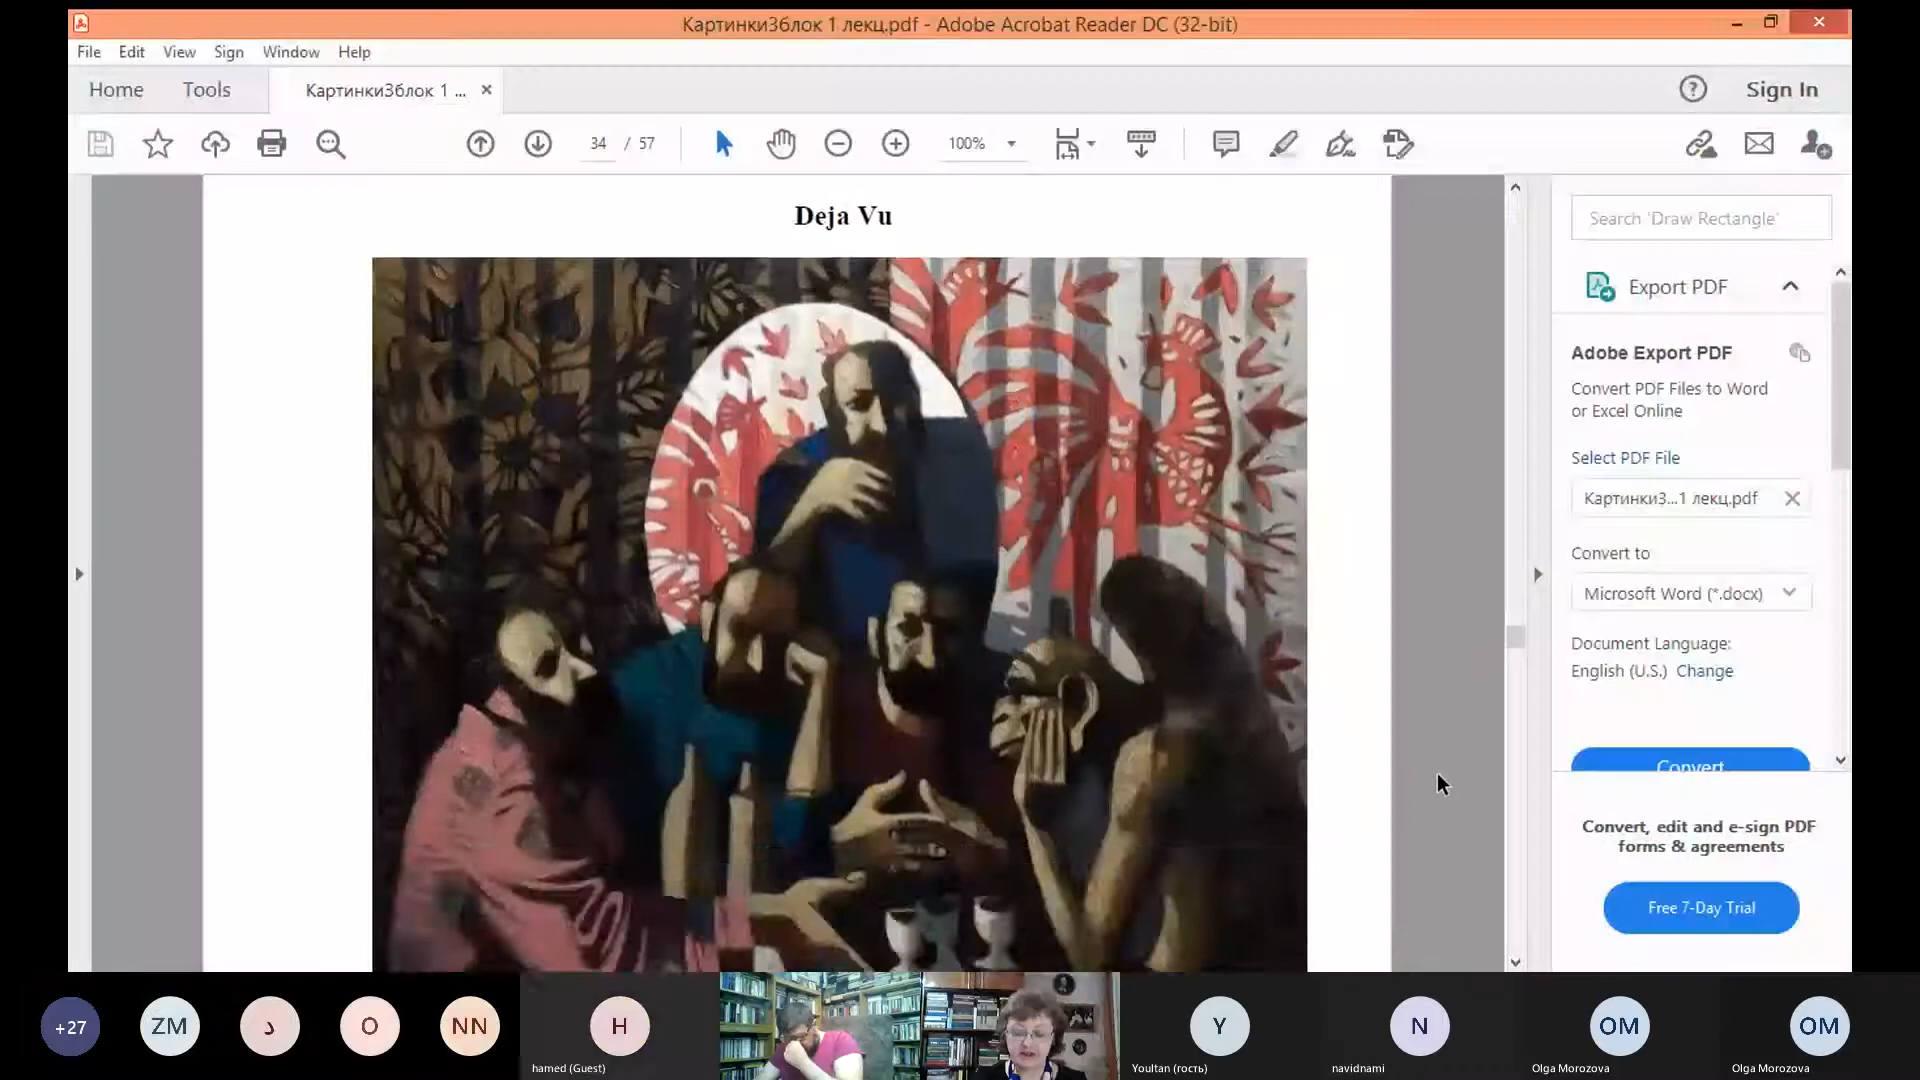 Картинки3блок 1 лекц.pdf - Adobe Acrobat Reader DC (32-bit)
File Edit View Sign Window Help
Home Tools Картинки3блок 1 ... Sign In
34 / 57 100%
Deja Vu
Search 'Draw Rectangle'
Export PDF
Adobe Export PDF
Convert PDF Files to Word
or Excel Online
Select PDF File
Картинки3...1 лекц.pdf
Convert to
Microsoft Word (*.docx)
Document Language:
English (U.S.) Change
Convert
Convert, edit and e-sign PDF
forms & agreements
Free 7-Day Trial
+27 ZM د O NN H Y N OM OM
hamed (Guest) Youltan (гость) navidnami Olga Morozova Olga Morozova